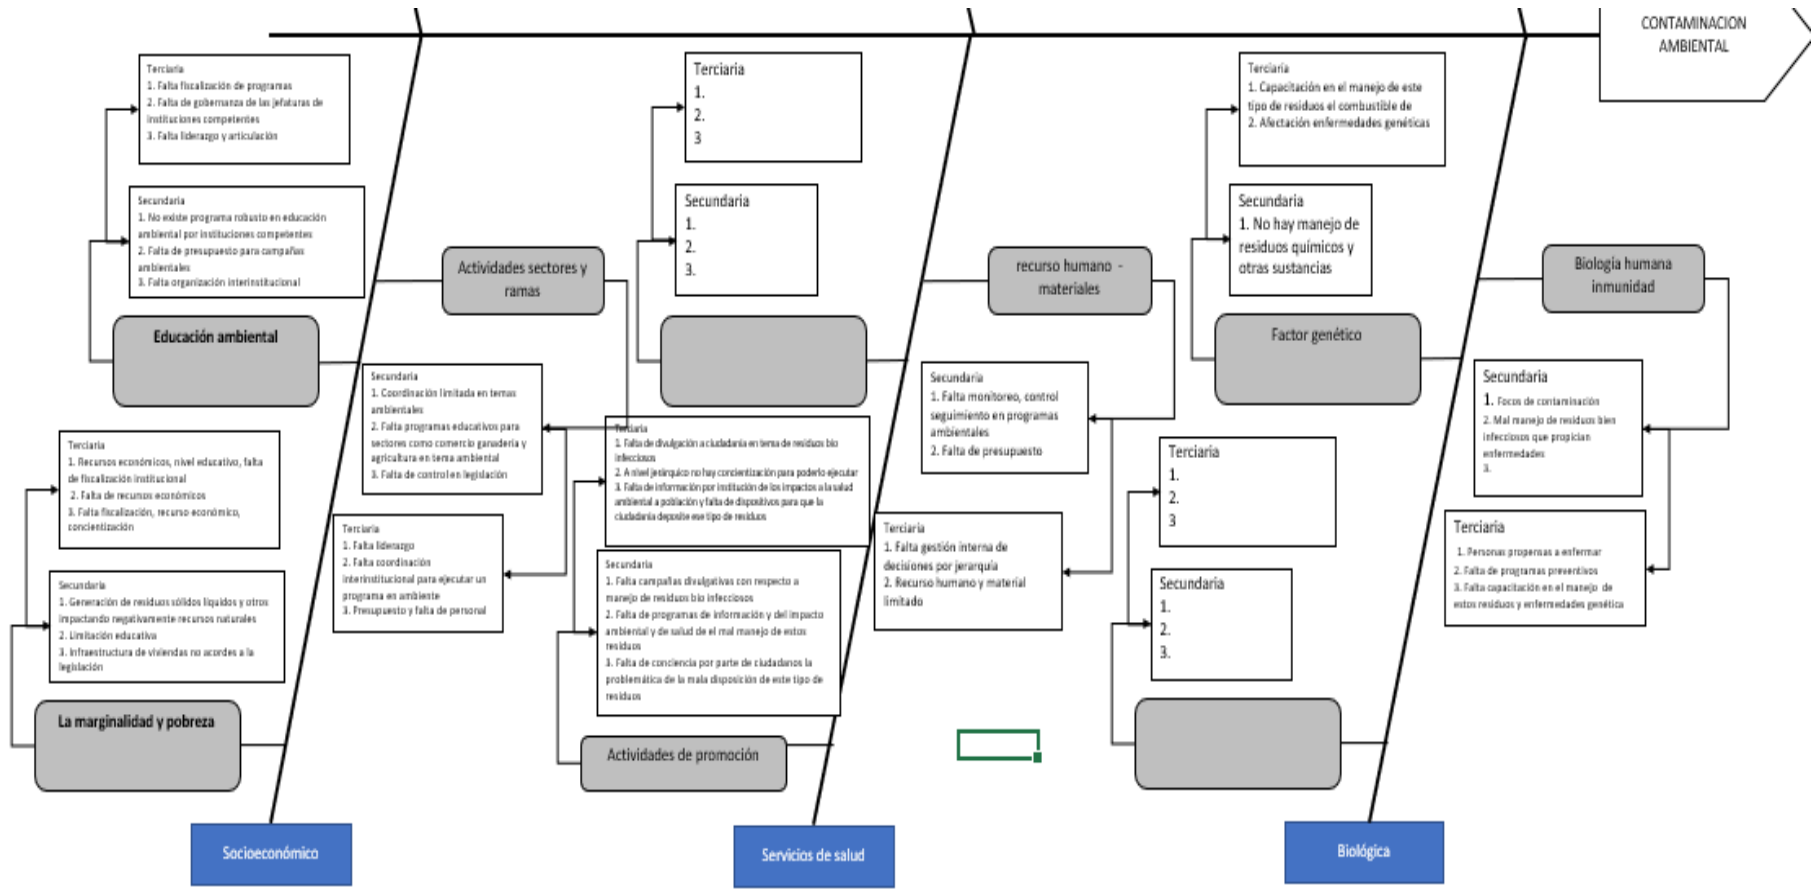 CONTAMINACION
AMBIENTAL
Terciaria
1. Falta fiscalización de programas
2. Falta de gobernanza de las jefaturas de
instituciones competentes
3. Falta liderazgo y articulación
Secundaria
1. No existe programa robusto en educación
ambiental por instituciones competentes
2. Falta de presupuesto para campañas
ambientales
3. Falta organización interinstitucional
Educación ambiental
Terciaria
1. Recursos económicos, nivel educativo, falta
de fiscalización institucional
2. Falta de recursos económicos
3. Falta fiscalización, recurso económico,
concientización
Secundaria
1. Generación de residuos sólidos líquidos y otros
impactando negativamente recursos naturales
2. Limitación educativa
3. Infraestructura de viviendas no acordes a la
legislación
La marginalidad y pobreza
Socioeconómico
Actividades sectores y
ramas
Secundaria
1. Coordinación limitada en temas
ambientales
2. Falta programas educativos para
sectores como comercio ganadería y
agricultura en tema ambiental
3. Falta de control en legislación
Terciaria
1. Falta liderazgo
2. Falta coordinación
interinstitucional para ejecutar un
programa en ambiente
3. Presupuesto y falta de personal
Terciaria
1.
2.
3
Secundaria
1.
2.
3.
Terciaria
1. Falta de divulgación a ciudadanía en tema de residuos bio
infecciosos
2. A nivel jerárquico no hay concientización para poderlo ejecutar
3. Falta de información por institución de los impactos a la salud
ambiental a población y falta de dispositivos para que la
ciudadanía deposite ese tipo de residuos
Secundaria
1. Falta campañas divulgativas con respecto a
manejo de residuos bio infecciosos
2. Falta de programas de información y del impacto
ambiental y de salud de el mal manejo de estos
residuos
3. Falta de conciencia por parte de ciudadanos la
problemática de la mala disposición de este tipo de
residuos
Actividades de promoción
Servicios de salud
recurso humano -
materiales
Secundaria
1. Falta monitoreo, control
seguimiento en programas
ambientales
2. Falta de presupuesto
Terciaria
1. Falta gestión interna de
decisiones por jerarquía
2. Recurso humano y material
limitado
Terciaria
1. Capacitación en el manejo de este
tipo de residuos el combustible de
2. Afectación enfermedades genéticas
Secundaria
1. No hay manejo de
residuos químicos y
otras sustancias
Factor genético
Terciaria
1.
2.
3
Secundaria
1.
2.
3.
Biológica
Biología humana
inmunidad
Secundaria
1. Focos de contaminación
2. Mal manejo de residuos bien
infecciosos que propician
enfermedades
3.
Terciaria
1. Personas propensas a enfermar
2. Falta de programas preventivos
3. Falta capacitación en el manejo de
estos residuos y enfermedades genética